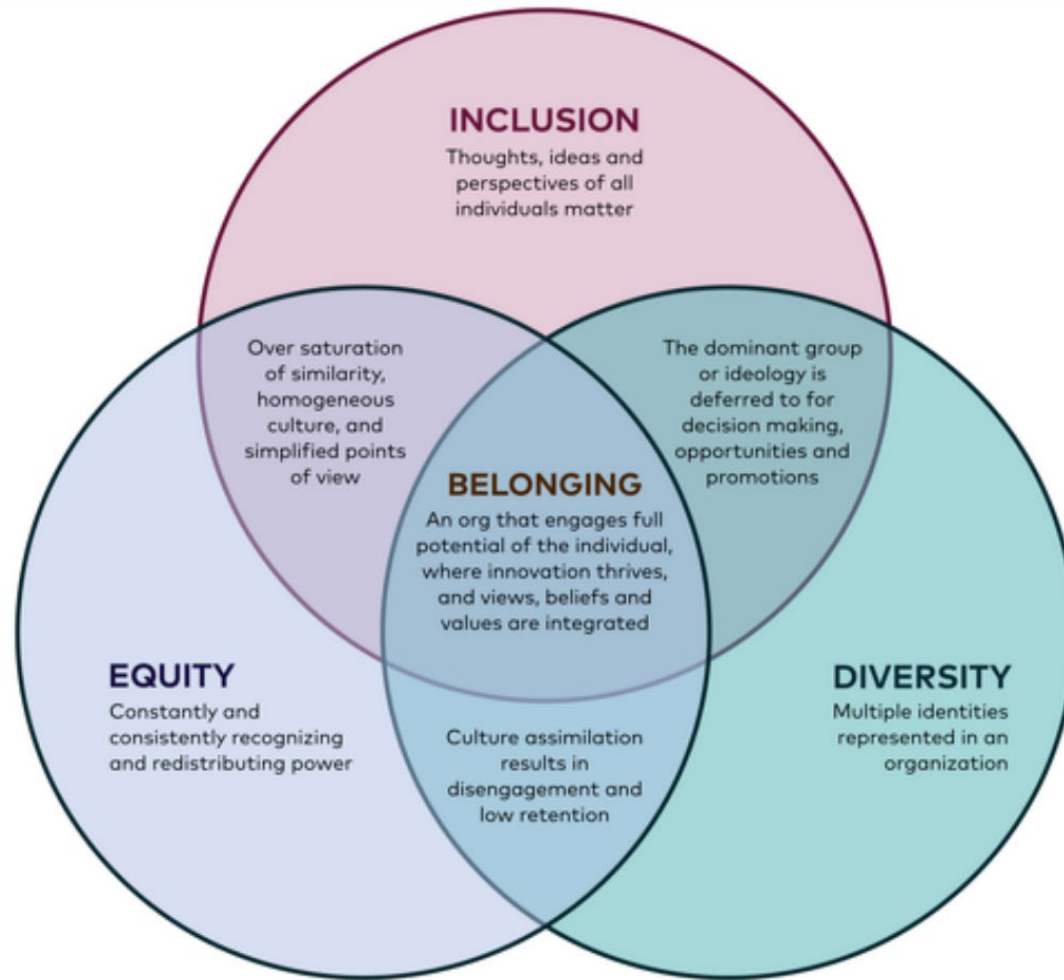 INCLUSION
Thoughts, ideas and
perspectives of all
individuals matter
Over saturation
of similarity,
homogeneous
culture, and
simplified points
of view
The dominant group
or ideology is
deferred to for
decision making,
opportunities and
promotions
BELONGING
An org that engages full
potential of the individual,
where innovation thrives,
and views, beliefs and
values are integrated
EQUITY
Constantly and
consistently recognizing
and redistributing power
DIVERSITY
Multiple identities
represented in an
organization
Culture assimilation
results in
disengagement and
low retention